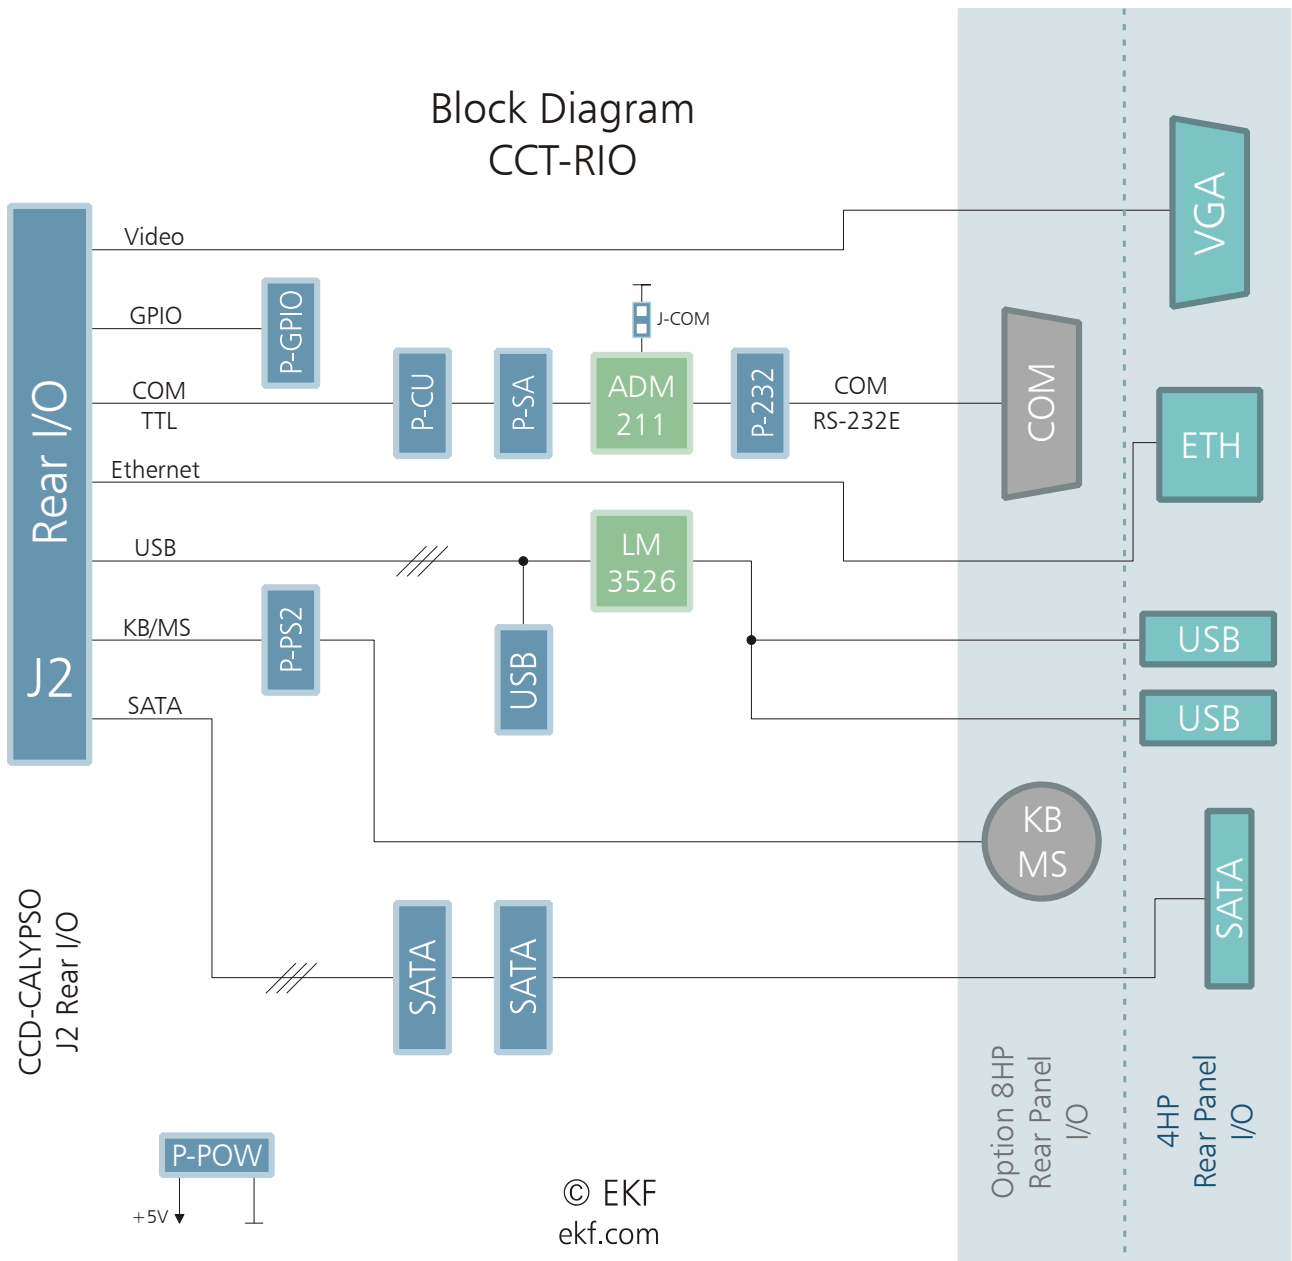 Block Diagram
CCT-RIO
Video
VGA
GPIO
P-GPIO
J-COM
COM
TTL
P-CU
P-SA
ADM
211
P-232
COM
RS-232E
COM
Rear I/O
J2
Ethernet
ETH
USB
LM
3526
USB
USB
USB
KB/MS
P-PS2
KB
MS
SATA
SATA
SATA
SATA
CCD-CALYPSO
J2 Rear I/O
Option 8HP
Rear Panel
I/O
4HP
Rear Panel
I/O
P-POW
+5V
© EKF
ekf.com